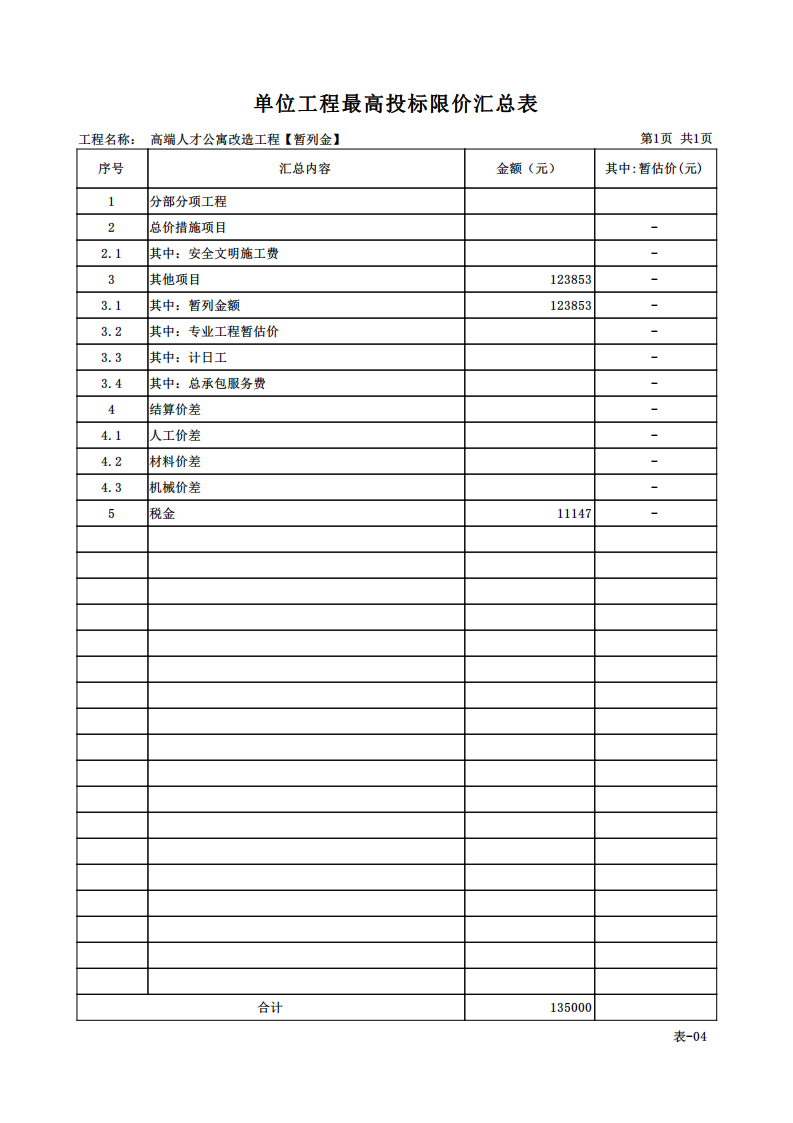 单位工程最高投标限价汇总表
工程名称： 高端人才公寓改造工程【暂列金】 第1页 共1页
序号 汇总内容 金额（元） 其中:暂估价(元)
1 分部分项工程
2 总价措施项目 -
2.1 其中：安全文明施工费 -
3 其他项目 123853 -
3.1 其中：暂列金额 123853 -
3.2 其中：专业工程暂估价 -
3.3 其中：计日工 -
3.4 其中：总承包服务费 -
4 结算价差 -
4.1 人工价差 -
4.2 材料价差 -
4.3 机械价差 -
5 税金 11147 -
合计 135000
表-04